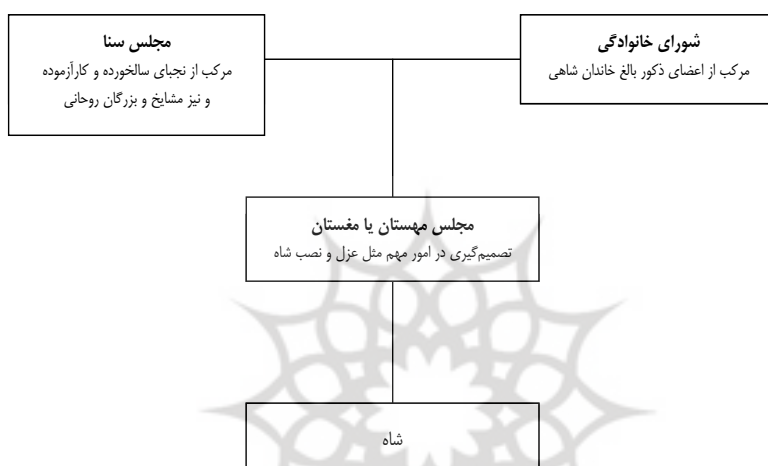 شورای خانوادگی
مرکب از اعضای ذکور بالغ خاندان شاهی
مجلس سنا
مرکب از نجبای سالخورده و کارآزموده
و نیز مشایخ و بزرگان روحانی
مجلس مهستان یا مغستان
تصمیم‌گیری در امور مهم مثل عزل و نصب شاه
شاه